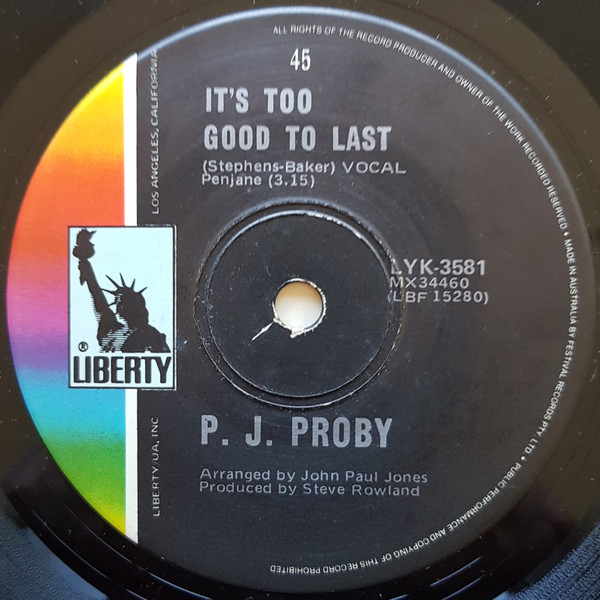 ALL RIGHTS OF THE RECORD PRODUCER AND OWNER OF THE WORK RECORDED RESERVED • MADE IN AUSTRALIA BY FESTIVAL RECORDS PTY LTD • PUBLIC PERFORMANCE AND COPYING OF THIS RECORD PROHIBITED
45
IT'S TOO
GOOD TO LAST
(Stephens-Baker) VOCAL
Penjane (3.15)
LOS ANGELES, CALIFORNIA
LYK-3581
MX34460
(LBF 15280)
®
LIBERTY
LIBERTY/UA, INC
P. J. PROBY
Arranged by John Paul Jones
Produced by Steve Rowland